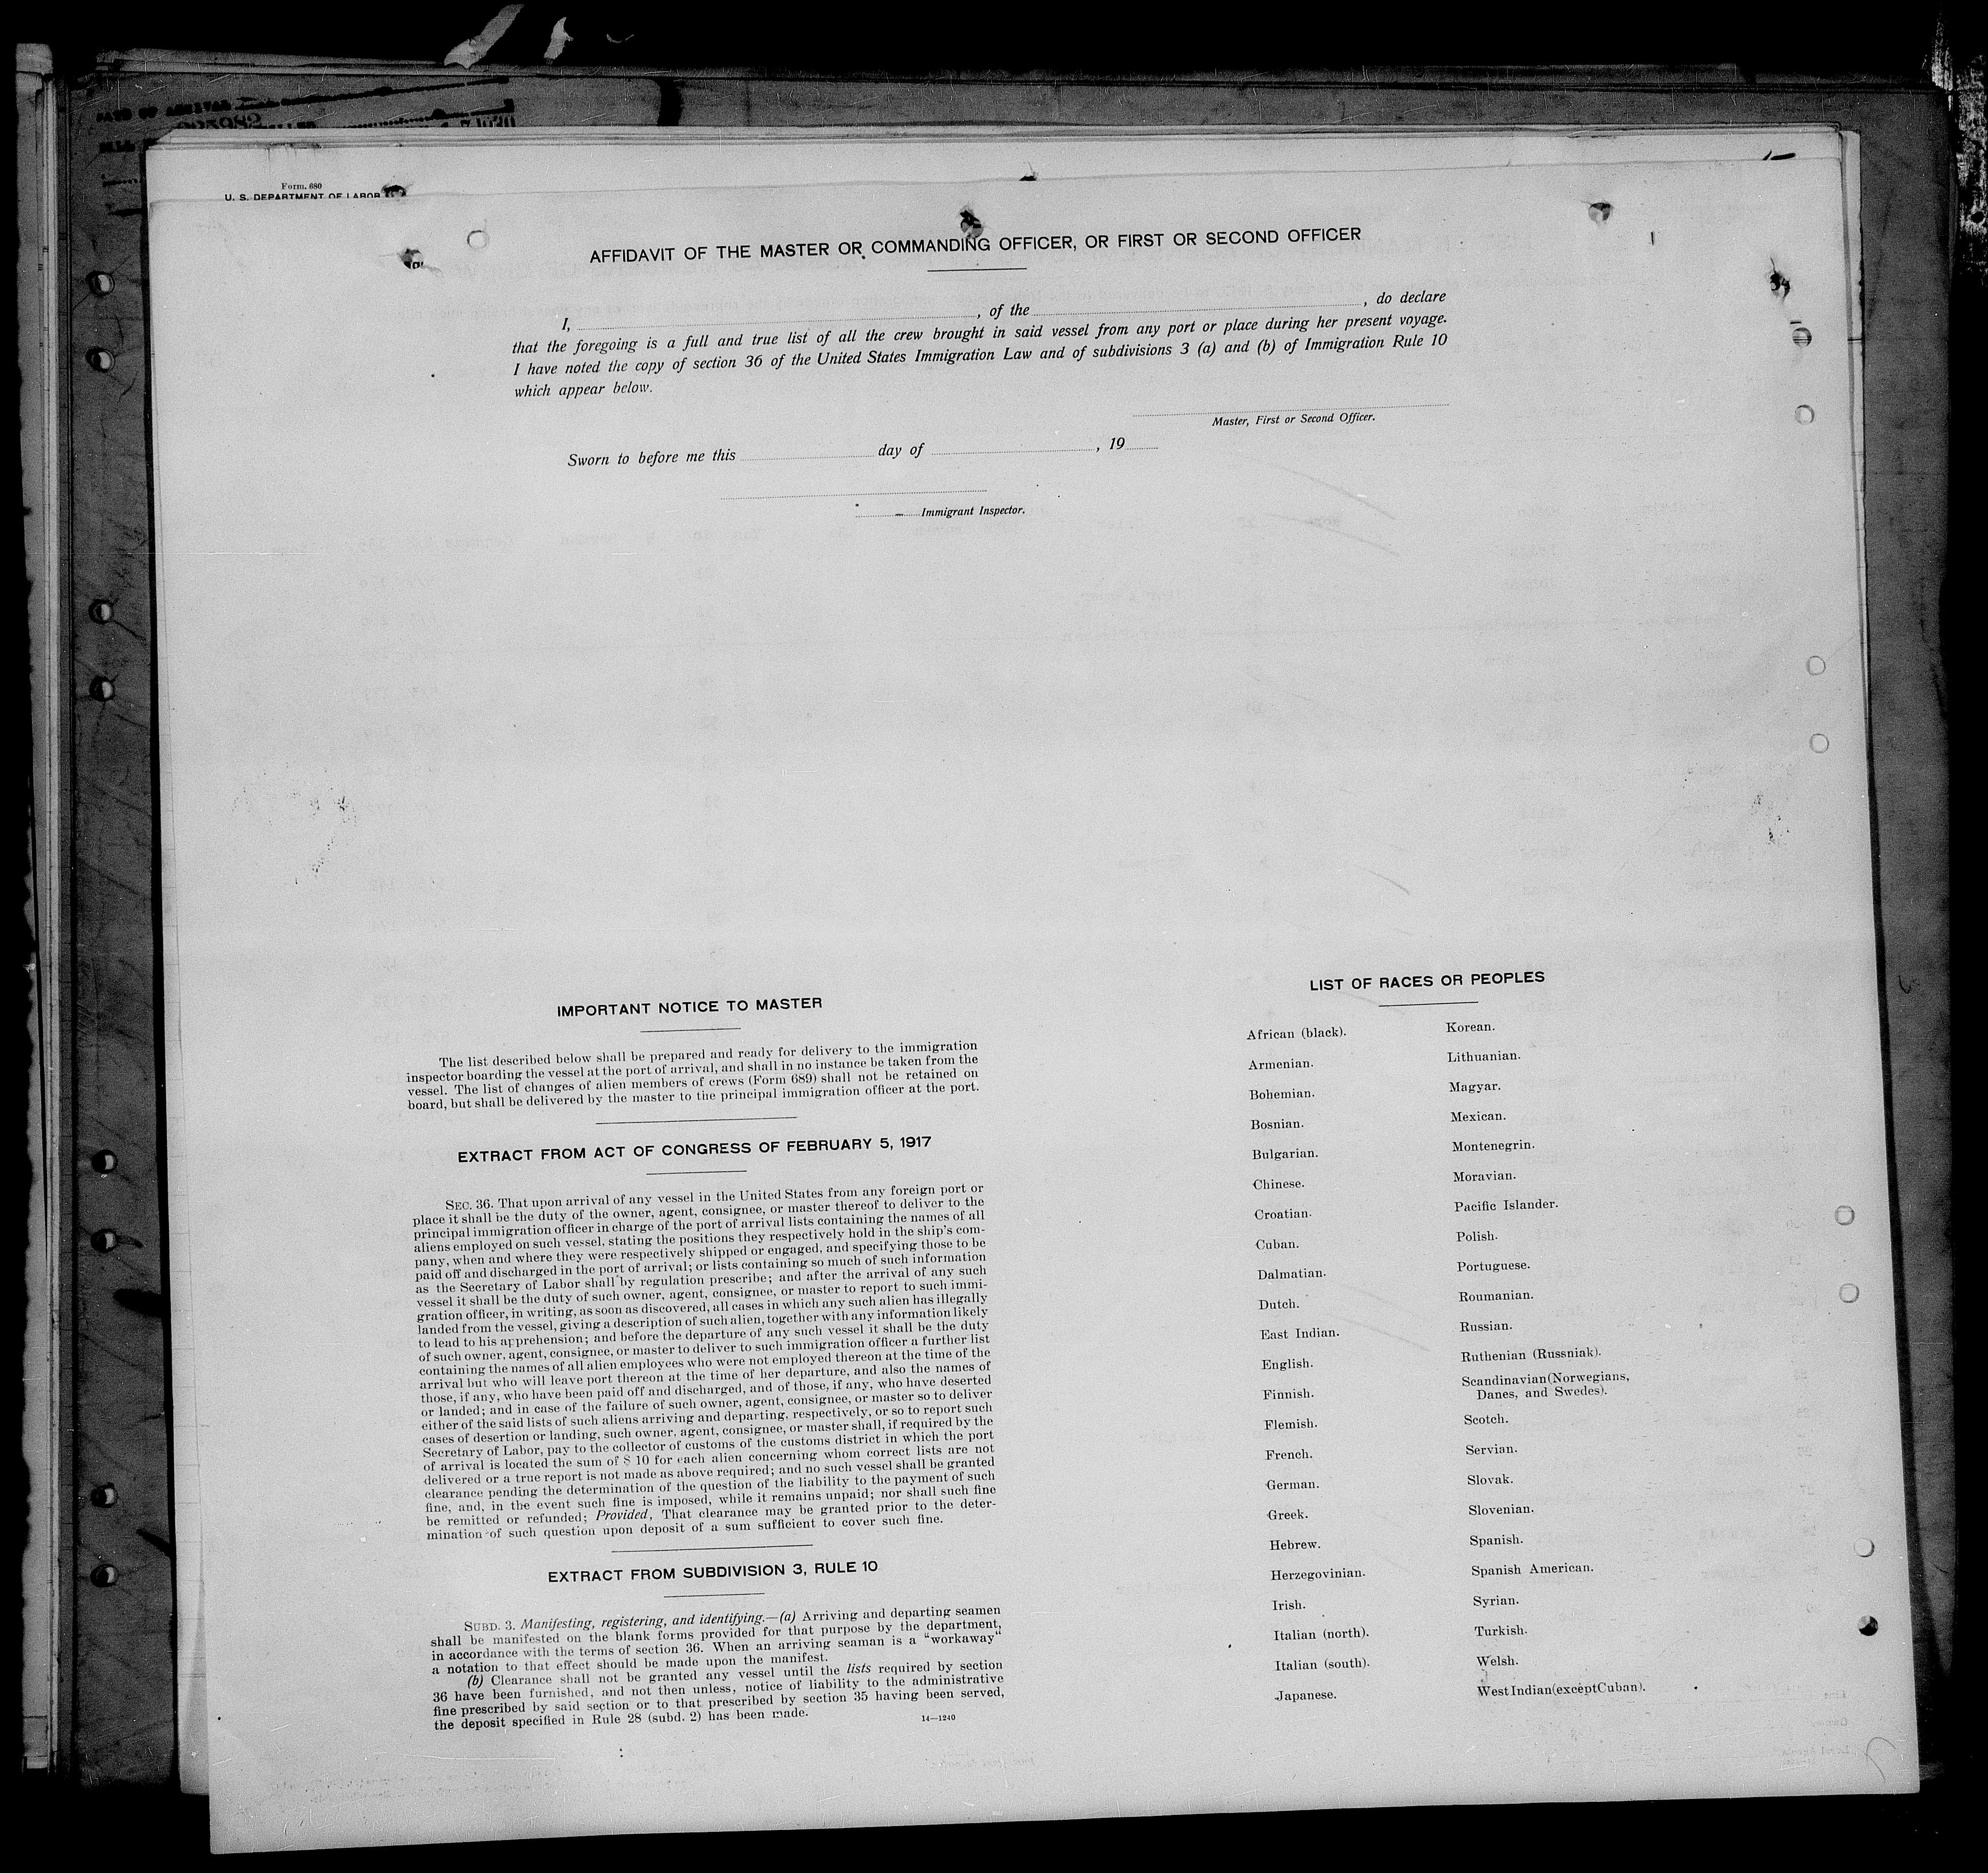 DATE OF ARRIVAL
Form. 680
U. S. DEPARTMENT OF LABOR
AFFIDAVIT OF THE MASTER OR COMMANDING OFFICER, OR FIRST OR SECOND OFFICER
I, , of the , do declare
that the foregoing is a full and true list of all the crew brought in said vessel from any port or place during her present voyage.
I have noted the copy of section 36 of the United States Immigration Law and of subdivisions 3 (a) and (b) of Immigration Rule 10
which appear below.
Master, First or Second Officer.
Sworn to before me this day of , 19
Immigrant Inspector.
IMPORTANT NOTICE TO MASTER
The list described below shall be prepared and ready for delivery to the immigration
inspector boarding the vessel at the port of arrival, and shall in no instance be taken from the
vessel. The list of changes of alien members of crews (Form 689) shall not be retained on
board, but shall be delivered by the master to the principal immigration officer at the port.
EXTRACT FROM ACT OF CONGRESS OF FEBRUARY 5, 1917
SEC. 36. That upon arrival of any vessel in the United States from any foreign port or
place it shall be the duty of the owner, agent, consignee, or master thereof to deliver to the
principal immigration officer in charge of the port of arrival lists containing the names of all
aliens employed on such vessel, stating the positions they respectively hold in the ship's com-
pany, when and where they were respectively shipped or engaged, and specifying those to be
paid off and discharged in the port of arrival; or lists containing so much of such information
as the Secretary of Labor shall by regulation prescribe; and after the arrival of any such
vessel it shall be the duty of such owner, agent, consignee, or master to report to such immi-
gration officer, in writing, as soon as discovered, all cases in which any such alien has illegally
landed from the vessel, giving a description of such alien, together with any information likely
to lead to his apprehension; and before the departure of any such vessel it shall be the duty
of such owner, agent, consignee, or master to deliver to such immigration officer a further list
containing the names of all alien employees who were not employed thereon at the time of the
arrival but who will leave port thereon at the time of her departure, and also the names of
those, if any, who have been paid off and discharged, and of those, if any, who have deserted
or landed; and in case of the failure of such owner, agent, consignee, or master so to deliver
either of the said lists of such aliens arriving and departing, respectively, or so to report such
cases of desertion or landing, such owner, agent, consignee, or master shall, if required by the
Secretary of Labor, pay to the collector of customs of the customs district in which the port
of arrival is located the sum of $ 10 for each alien concerning whom correct lists are not
delivered or a true report is not made as above required; and no such vessel shall be granted
clearance pending the determination of the question of the liability to the payment of such
fine, and, in the event such fine is imposed, while it remains unpaid; nor shall such fine
be remitted or refunded; Provided, That clearance may be granted prior to the deter-
mination of such question upon deposit of a sum sufficient to cover such fine.
EXTRACT FROM SUBDIVISION 3, RULE 10
SUBD. 3. Manifesting, registering, and identifying.—(a) Arriving and departing seamen
shall be manifested on the blank forms provided for that purpose by the department,
in accordance with the terms of section 36. When an arriving seaman is a "workaway"
a notation to that effect should be made upon the manifest.
(b) Clearance shall not be granted any vessel until the lists required by section
36 have been furnished, and not then unless, notice of liability to the administrative
fine prescribed by said section or to that prescribed by section 35 having been served,
the deposit specified in Rule 28 (subd. 2) has been made.
14—1240
LIST OF RACES OR PEOPLES
African (black).
Armenian.
Bohemian.
Bosnian.
Bulgarian.
Chinese.
Croatian.
Cuban.
Dalmatian.
Dutch.
East Indian.
English.
Finnish.
Flemish.
French.
German.
Greek.
Hebrew.
Herzegovinian.
Irish.
Italian (north).
Italian (south).
Japanese.
Korean.
Lithuanian.
Magyar.
Mexican.
Montenegrin.
Moravian.
Pacific Islander.
Polish.
Portuguese.
Roumanian.
Russian.
Ruthenian (Russniak).
Scandinavian(Norwegians,
Danes, and Swedes).
Scotch.
Servian.
Slovak.
Slovenian.
Spanish.
Spanish American.
Syrian.
Turkish.
Welsh.
West Indian(except Cuban).